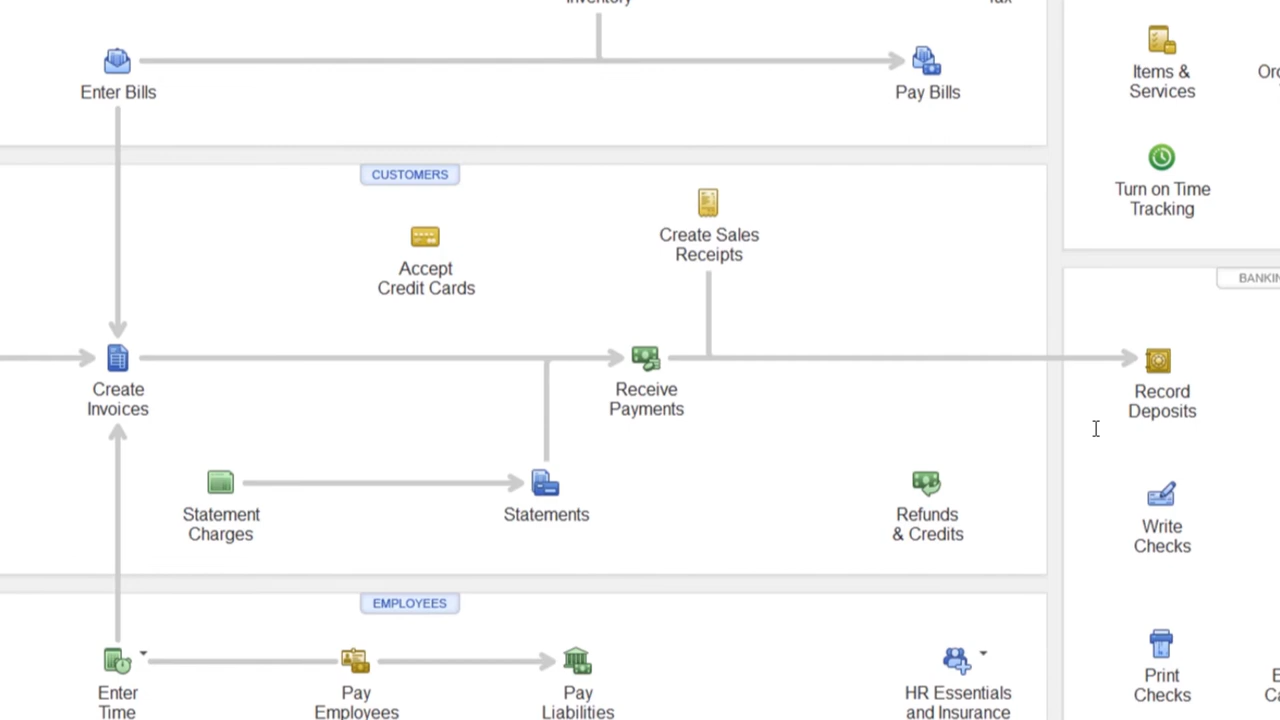 Inventory
Tax
Enter Bills
Pay Bills
Items &
Services
Turn on Time
Tracking
CUSTOMERS
Create Sales
Receipts
Accept
Credit Cards
Create
Invoices
Receive
Payments
Record
Deposits
Statement
Charges
Statements
Refunds
& Credits
Write
Checks
EMPLOYEES
Enter
Time
Pay
Employees
Pay
Liabilities
HR Essentials
and Insurance
Print
Checks